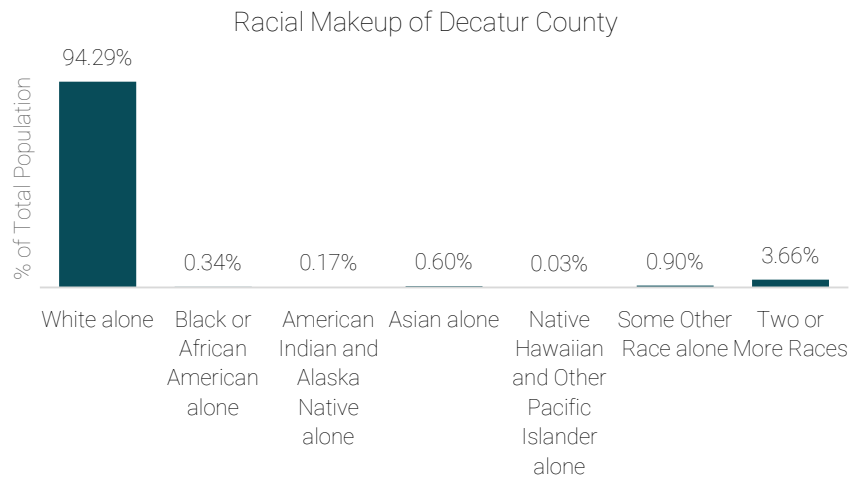 Racial Makeup of Decatur County
% of Total Population
94.29%
0.34%
0.17%
0.60%
0.03%
0.90%
3.66%
White alone
Black or
African
American
alone
American
Indian and
Alaska
Native
alone
Asian alone
Native
Hawaiian
and Other
Pacific
Islander
alone
Some Other
Race alone
Two or
More Races